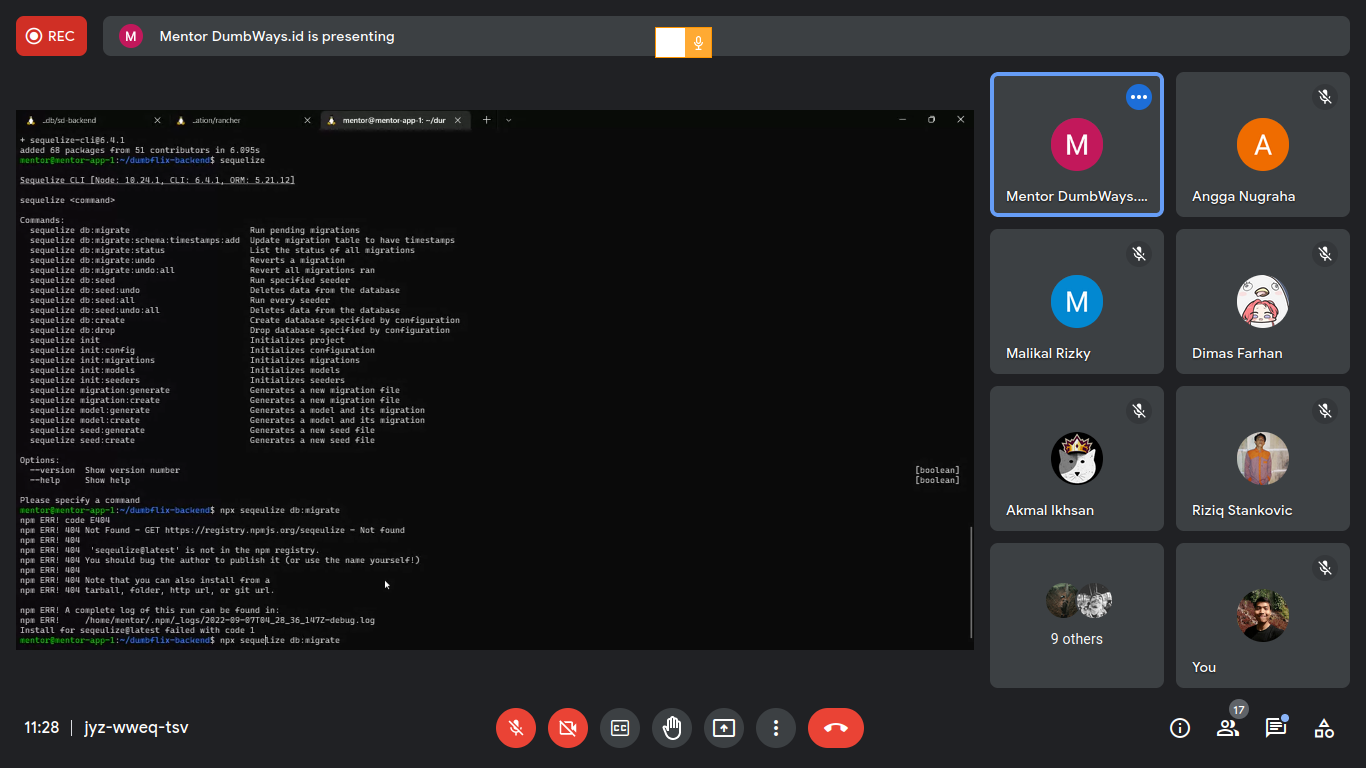 REC
M
Mentor DumbWays.id is presenting
_db/sd-backend
_ation/rancher
mentor@mentor-app-1: ~/dur
+ sequelize-cli@6.4.1
added 68 packages from 51 contributors in 6.095s
mentor@mentor-app-1:~/dumbflix-backend$ sequelize
Sequelize CLI [Node: 10.24.1, CLI: 6.4.1, ORM: 5.21.12]
sequelize <command>
Commands:
sequelize db:migrate Run pending migrations
sequelize db:migrate:schema:timestamps:add Update migration table to have timestamps
sequelize db:migrate:status List the status of all migrations
sequelize db:migrate:undo Reverts a migration
sequelize db:migrate:undo:all Revert all migrations ran
sequelize db:seed Run specified seeder
sequelize db:seed:undo Deletes data from the database
sequelize db:seed:all Run every seeder
sequelize db:seed:undo:all Deletes data from the database
sequelize db:create Create database specified by configuration
sequelize db:drop Drop database specified by configuration
sequelize init Initializes project
sequelize init:config Initializes configuration
sequelize init:migrations Initializes migrations
sequelize init:models Initializes models
sequelize init:seeders Initializes seeders
sequelize migration:generate Generates a new migration file
sequelize migration:create Generates a new migration file
sequelize model:generate Generates a model and its migration
sequelize model:create Generates a model and its migration
sequelize seed:generate Generates a new seed file
sequelize seed:create Generates a new seed file
Options:
--version Show version number [boolean]
--help Show help [boolean]
Please specify a command
mentor@mentor-app-1:~/dumbflix-backend$ npx seqeulize db:migrate
npm ERR! code E404
npm ERR! 404 Not Found - GET https://registry.npmjs.org/seqeulize - Not found
npm ERR! 404
npm ERR! 404 'seqeulize@latest' is not in the npm registry.
npm ERR! 404 You should bug the author to publish it (or use the name yourself!)
npm ERR! 404
npm ERR! 404 Note that you can also install from a
npm ERR! 404 tarball, folder, http url, or git url.
npm ERR! A complete log of this run can be found in:
npm ERR! /home/mentor/.npm/_logs/2022-09-07T04_28_36_147Z-debug.log
Install for seqeulize@latest failed with code 1
mentor@mentor-app-1:~/dumbflix-backend$ npx sequelize db:migrate
M
Mentor DumbWays....
A
Angga Nugraha
M
Malikal Rizky
Dimas Farhan
Akmal Ikhsan
Riziq Stankovic
9 others
You
11:28 | jyz-wweq-tsv
CC
17